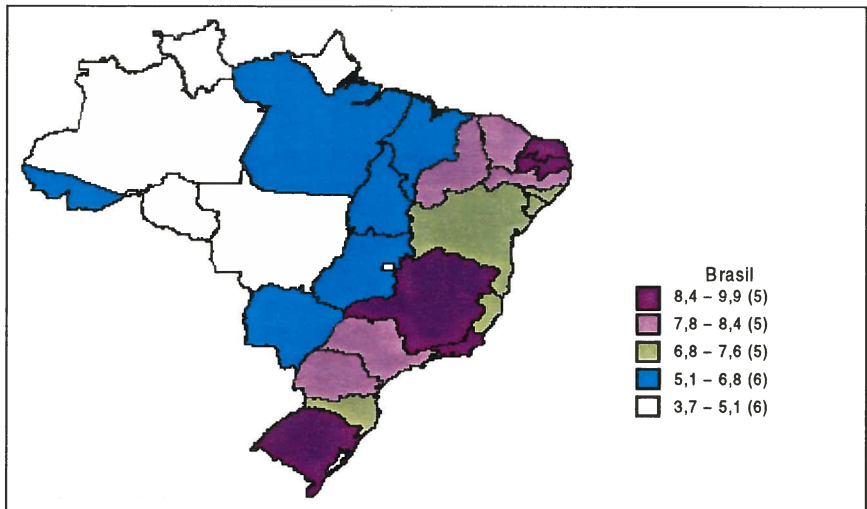 Brasil
8,4 – 9,9 (5)
7,8 – 8,4 (5)
6,8 – 7,6 (5)
5,1 – 6,8 (6)
3,7 – 5,1 (6)